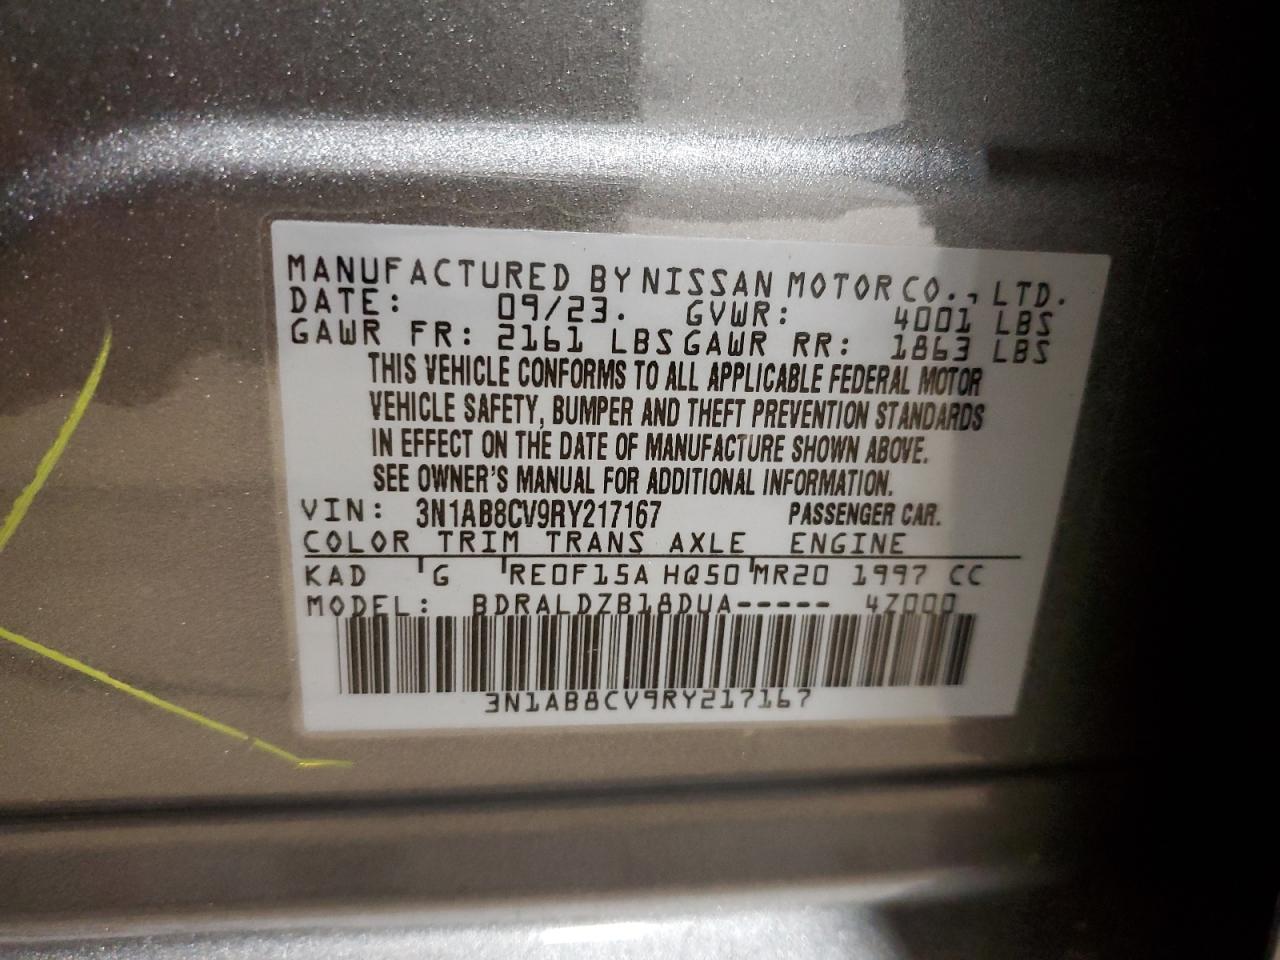 MANUFACTURED BY NISSAN MOTOR CO., LTD.
DATE: 09/23. GVWR: 4001 LBS
GAWR FR: 2161 LBS GAWR RR: 1863 LBS
THIS VEHICLE CONFORMS TO ALL APPLICABLE FEDERAL MOTOR
VEHICLE SAFETY, BUMPER AND THEFT PREVENTION STANDARDS
IN EFFECT ON THE DATE OF MANUFACTURE SHOWN ABOVE.
SEE OWNER'S MANUAL FOR ADDITIONAL INFORMATION.
VIN: 3N1AB8CV9RY217167 PASSENGER CAR.
COLOR TRIM TRANS AXLE ENGINE
KAD G RE0F15A HQ50 MR20 1997 CC
MODEL: BDRALDZB18DUA----- 4Z000
3N1AB8CV9RY217167